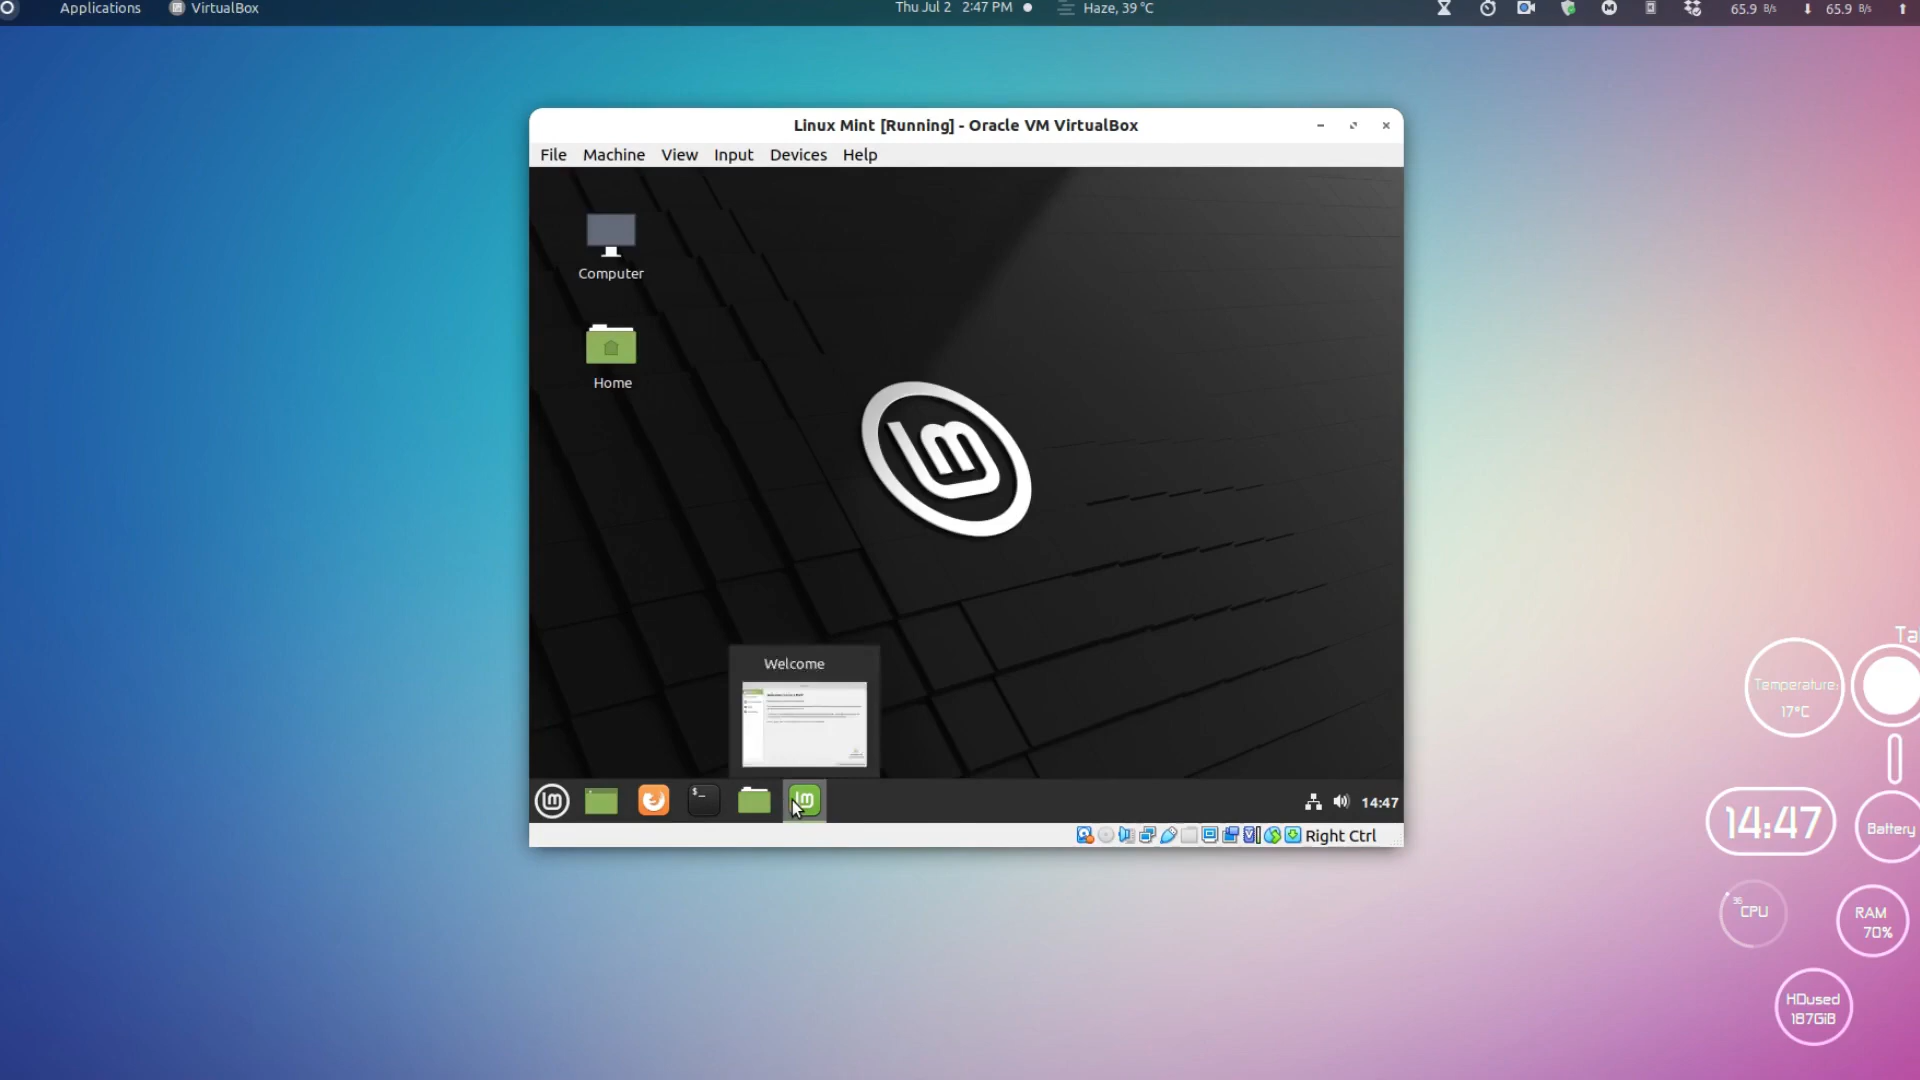 Applications VirtualBox Thu Jul 2 2:47 PM Haze, 39 °C 65.9 B/s 65.9 B/s
Linux Mint [Running] - Oracle VM VirtualBox
File Machine View Input Devices Help
Computer
Home
Welcome
$_
14:47
Right Ctrl
Temperature:
17°C
14:47
Battery
36
CPU
RAM
70%
HDused
187GiB